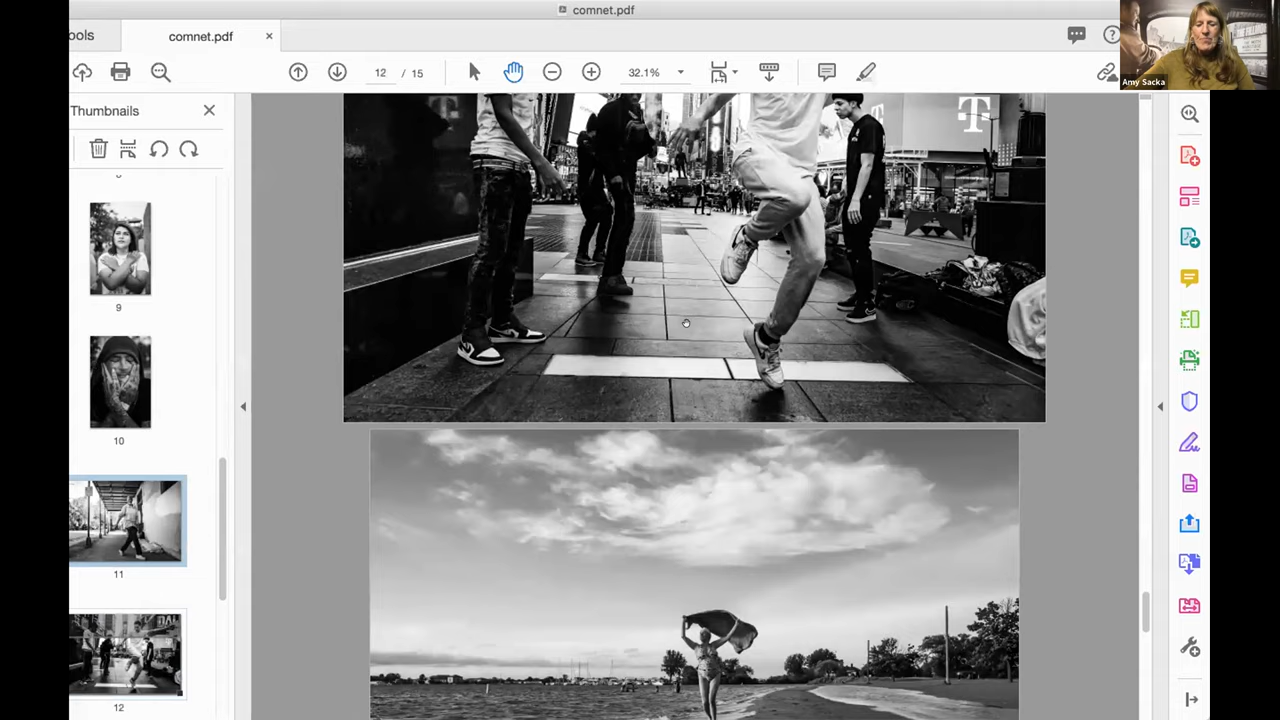 comnet.pdf
ools
comnet.pdf
12 / 15
32.1%
Amy Sacka
Thumbnails
9
10
11
12
T